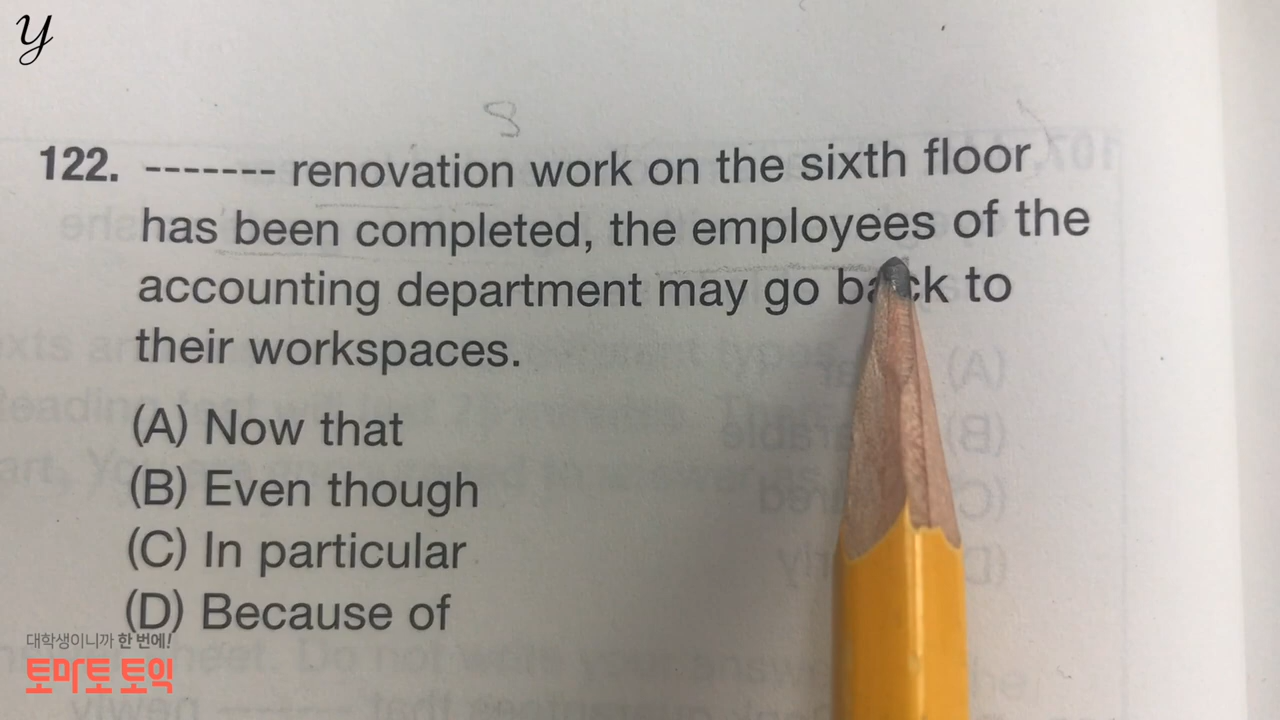 y
S
122. ------- renovation work on the sixth floor
has been completed, the employees of the
accounting department may go back to
their workspaces.
(A) Now that
(B) Even though
(C) In particular
(D) Because of
대학생이니까 한 번에!
토마토 토익